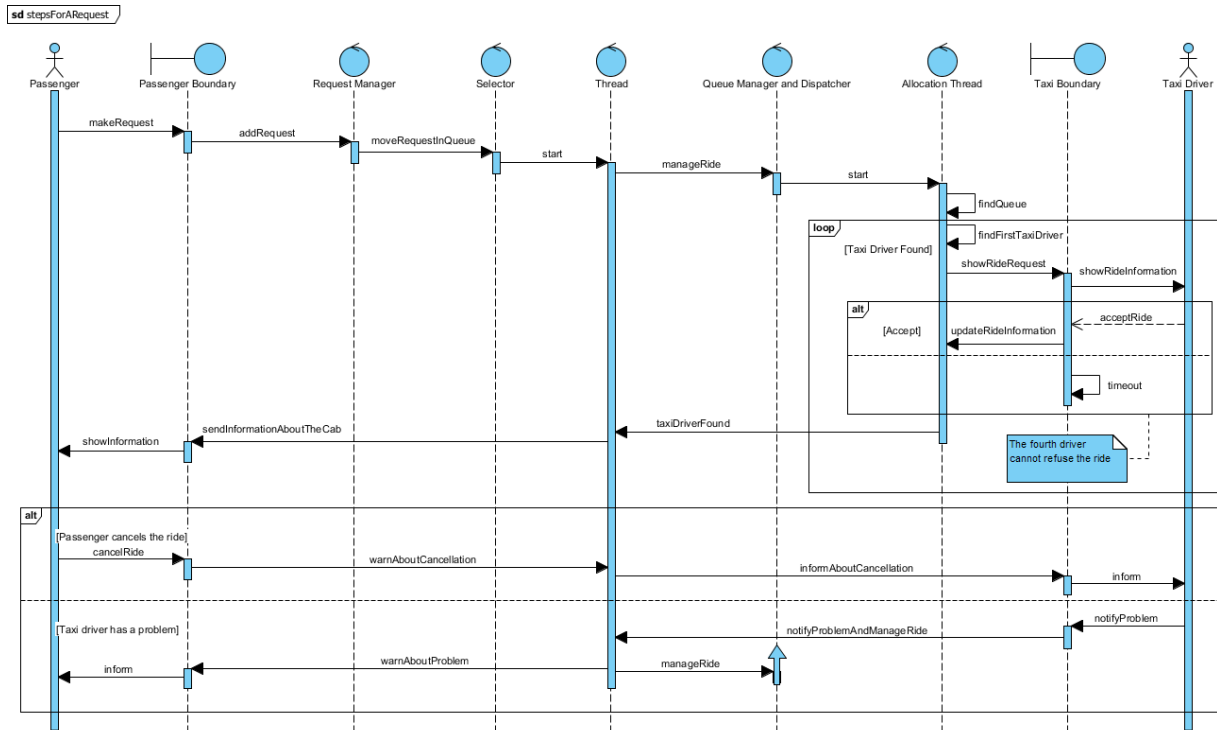 sd stepsForARequest
Passenger
Passenger Boundary
Request Manager
Selector
Thread
Queue Manager and Dispatcher
Allocation Thread
Taxi Boundary
Taxi Driver
makeRequest
addRequest
moveRequestInQueue
start
manageRide
start
findQueue
loop
findFirstTaxiDriver
[Taxi Driver Found]
showRideRequest
showRideInformation
alt
acceptRide
[Accept]
updateRideInformation
timeout
taxiDriverFound
sendInformationAboutTheCab
showInformation
The fourth driver
cannot refuse the ride
alt
[Passenger cancels the ride]
cancelRide
warnAboutCancellation
informAboutCancellation
inform
[Taxi driver has a problem]
notifyProblem
notifyProblemAndManageRide
warnAboutProblem
manageRide
inform